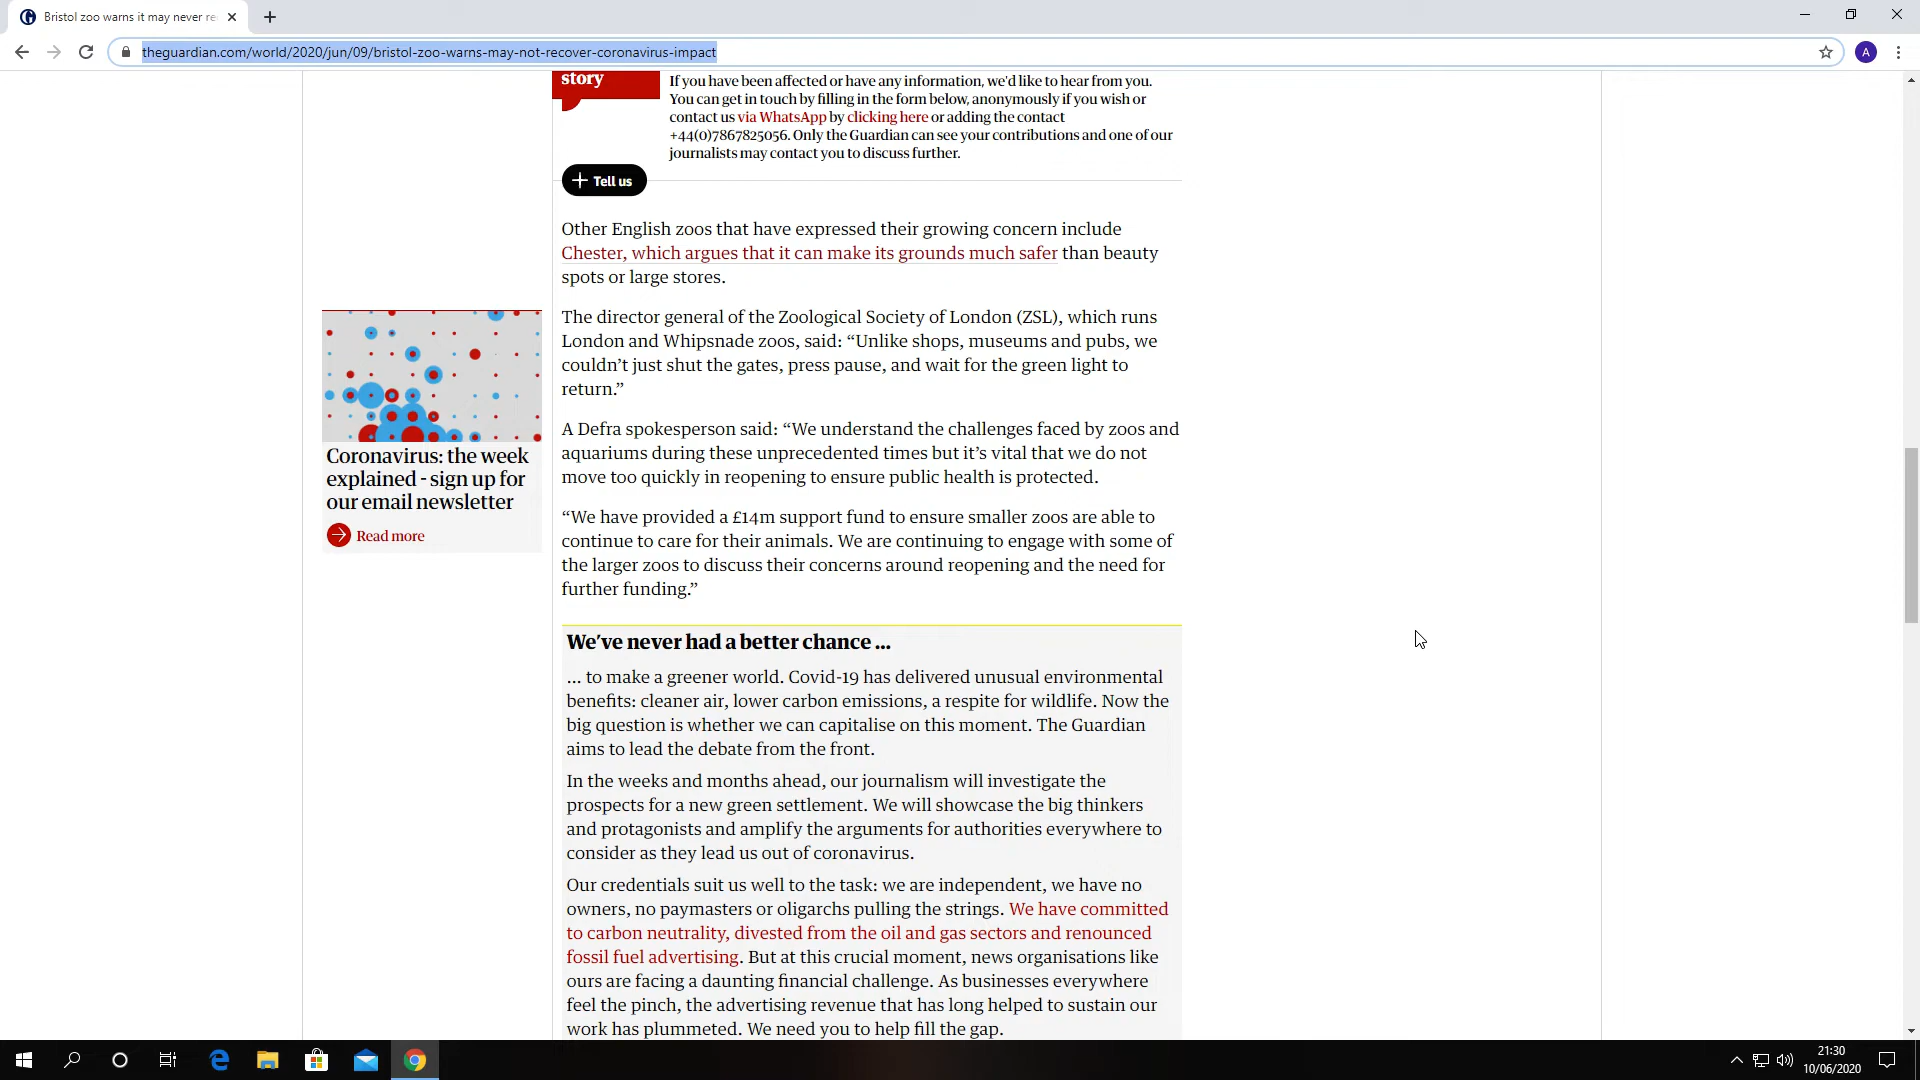 Bristol zoo warns it may never re
theguardian.com/world/2020/jun/09/bristol-zoo-warns-may-not-recover-coronavirus-impact
A
story
If you have been affected or have any information, we'd like to hear from you.
You can get in touch by filling in the form below, anonymously if you wish or
contact us via WhatsApp by clicking here or adding the contact
+44(0)7867825056. Only the Guardian can see your contributions and one of our
journalists may contact you to discuss further.
Tell us
Other English zoos that have expressed their growing concern include
Chester, which argues that it can make its grounds much safer than beauty
spots or large stores.
The director general of the Zoological Society of London (ZSL), which runs
London and Whipsnade zoos, said: “Unlike shops, museums and pubs, we
couldn’t just shut the gates, press pause, and wait for the green light to
return.”
A Defra spokesperson said: “We understand the challenges faced by zoos and
aquariums during these unprecedented times but it’s vital that we do not
move too quickly in reopening to ensure public health is protected.
Coronavirus: the week
explained - sign up for
our email newsletter
Read more
“We have provided a £14m support fund to ensure smaller zoos are able to
continue to care for their animals. We are continuing to engage with some of
the larger zoos to discuss their concerns around reopening and the need for
further funding.”
We’ve never had a better chance ...
... to make a greener world. Covid-19 has delivered unusual environmental
benefits: cleaner air, lower carbon emissions, a respite for wildlife. Now the
big question is whether we can capitalise on this moment. The Guardian
aims to lead the debate from the front.
In the weeks and months ahead, our journalism will investigate the
prospects for a new green settlement. We will showcase the big thinkers
and protagonists and amplify the arguments for authorities everywhere to
consider as they lead us out of coronavirus.
Our credentials suit us well to the task: we are independent, we have no
owners, no paymasters or oligarchs pulling the strings. We have committed
to carbon neutrality, divested from the oil and gas sectors and renounced
fossil fuel advertising. But at this crucial moment, news organisations like
ours are facing a daunting financial challenge. As businesses everywhere
feel the pinch, the advertising revenue that has long helped to sustain our
work has plummeted. We need you to help fill the gap.
21:30
10/06/2020